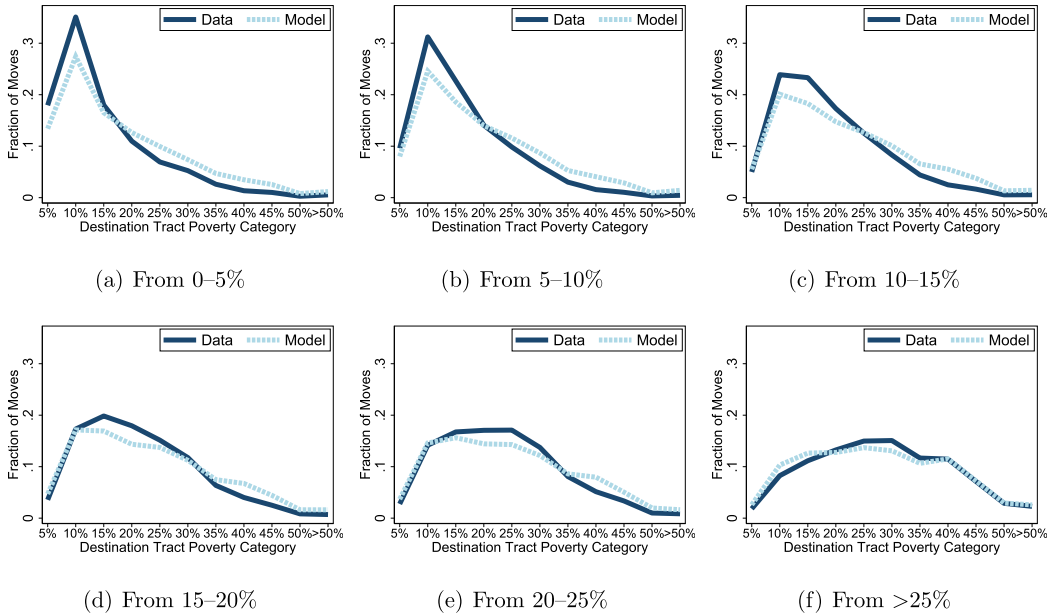 Data Model
Fraction of Moves
0 .1 .2 .3
5% 10% 15% 20% 25% 30% 35% 40% 45% 50% >50%
Destination Tract Poverty Category
(a) From 0–5%
Data Model
Fraction of Moves
0 .1 .2 .3
5% 10% 15% 20% 25% 30% 35% 40% 45% 50% >50%
Destination Tract Poverty Category
(b) From 5–10%
Data Model
Fraction of Moves
0 .1 .2 .3
5% 10% 15% 20% 25% 30% 35% 40% 45% 50% >50%
Destination Tract Poverty Category
(c) From 10–15%
Data Model
Fraction of Moves
0 .1 .2 .3
5% 10% 15% 20% 25% 30% 35% 40% 45% 50% >50%
Destination Tract Poverty Category
(d) From 15–20%
Data Model
Fraction of Moves
0 .1 .2 .3
5% 10% 15% 20% 25% 30% 35% 40% 45% 50% >50%
Destination Tract Poverty Category
(e) From 20–25%
Data Model
Fraction of Moves
0 .1 .2 .3
5% 10% 15% 20% 25% 30% 35% 40% 45% 50% >50%
Destination Tract Poverty Category
(f) From >25%